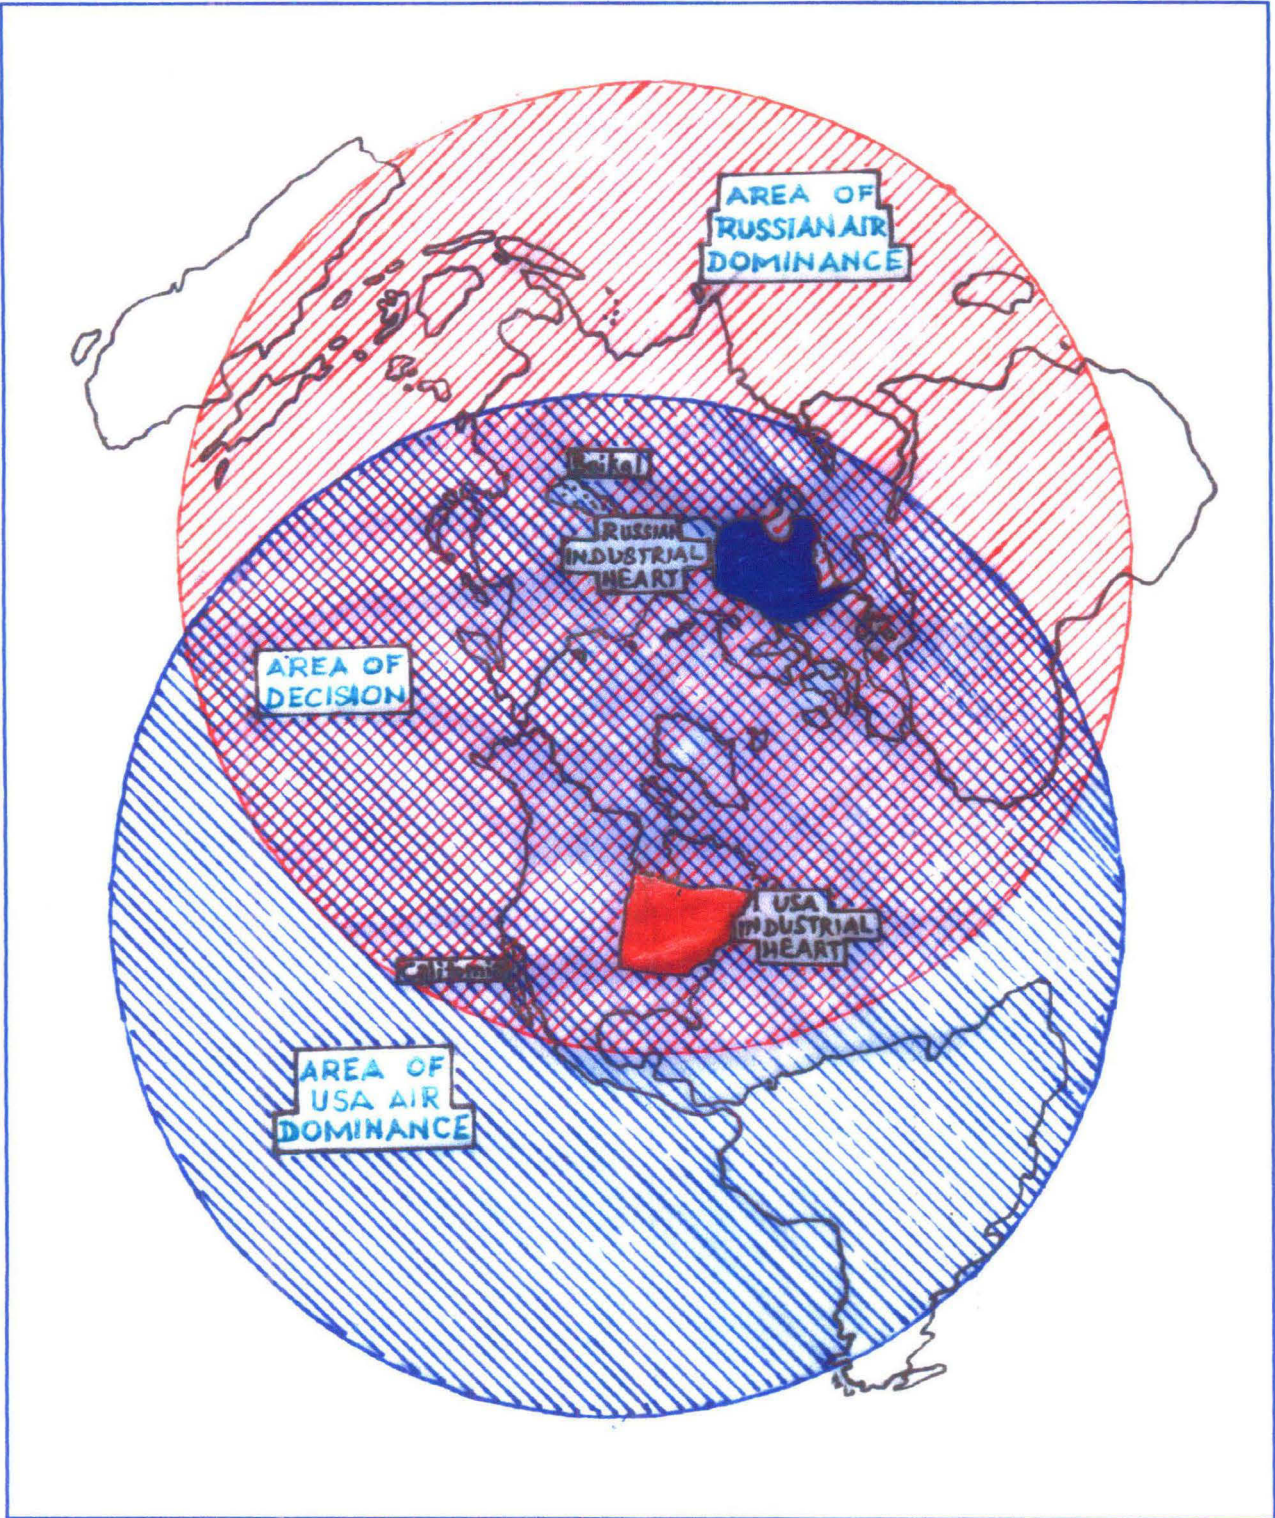 AREA OF
RUSSIAN AIR
DOMINANCE
Baikal
RUSSIAN
INDUSTRIAL
HEART
AREA OF
DECISION
USA
INDUSTRIAL
HEART
California
AREA OF
USA AIR
DOMINANCE